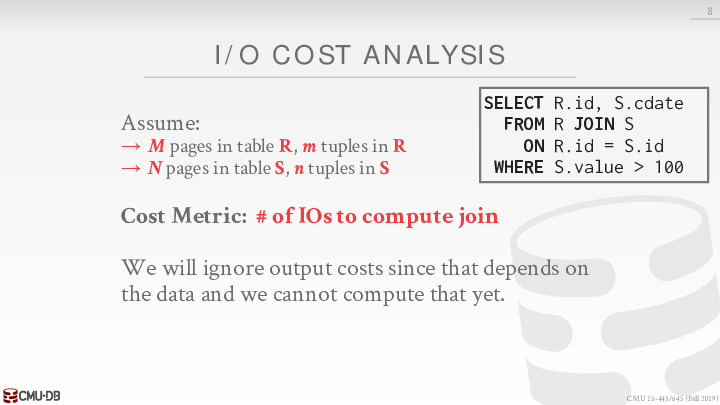 8
I/O COST ANALYSIS
SELECT R.id, S.cdate
FROM R JOIN S
ON R.id = S.id
WHERE S.value > 100
Assume:
→ M pages in table R, m tuples in R
→ N pages in table S, n tuples in S
Cost Metric: # of IOs to compute join
We will ignore output costs since that depends on
the data and we cannot compute that yet.
CMU·DB
CMU 15-445/645 (Fall 2019)